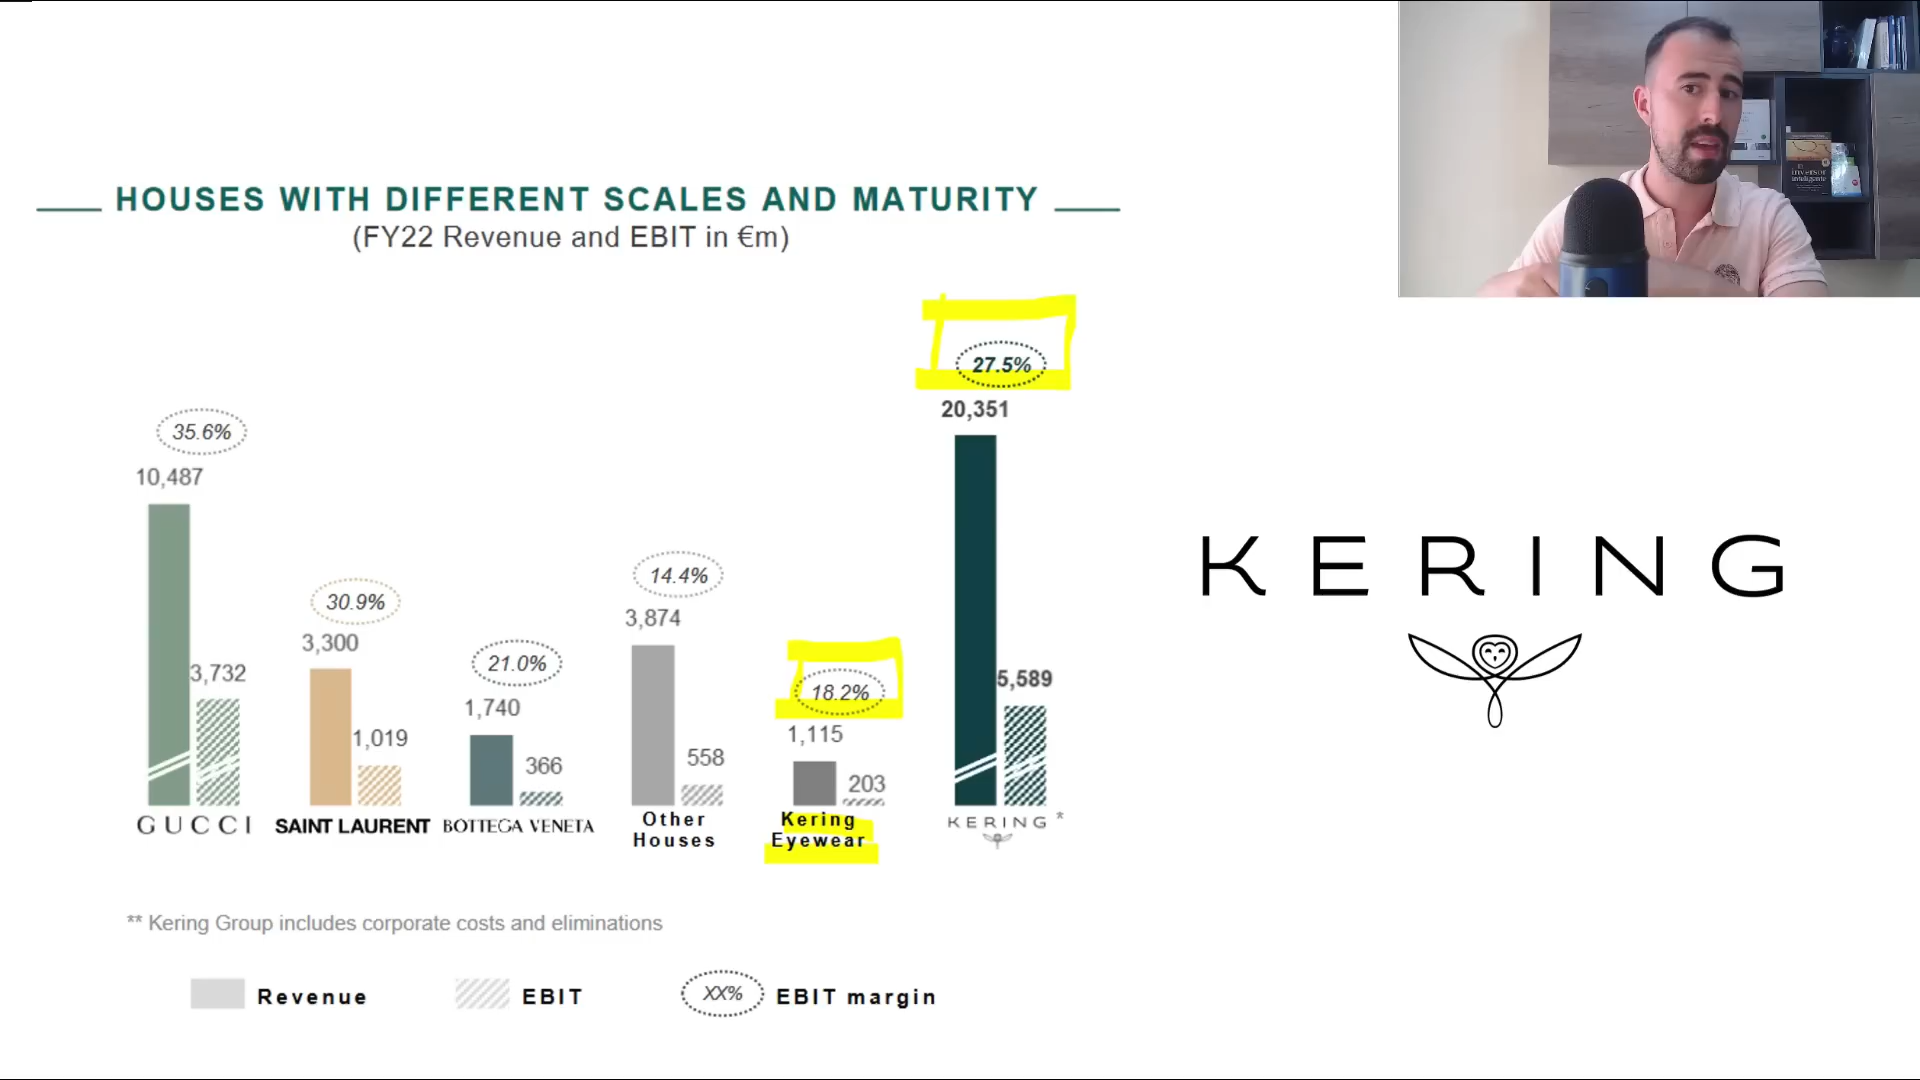 HOUSES WITH DIFFERENT SCALES AND MATURITY
(FY22 Revenue and EBIT in €m)
27.5%
20,351
35.6%
10,487
14.4%
30.9%
3,874
3,300
21.0%
18.2%
3,732
5,589
1,740
1,115
1,019
366
558
203
GUCCI
SAINT LAURENT
BOTTEGA VENETA
Other
Houses
Kering
Eyewear
KERING *
** Kering Group includes corporate costs and eliminations
Revenue
EBIT
XX%
EBIT margin
KERING
inversor
inteligente